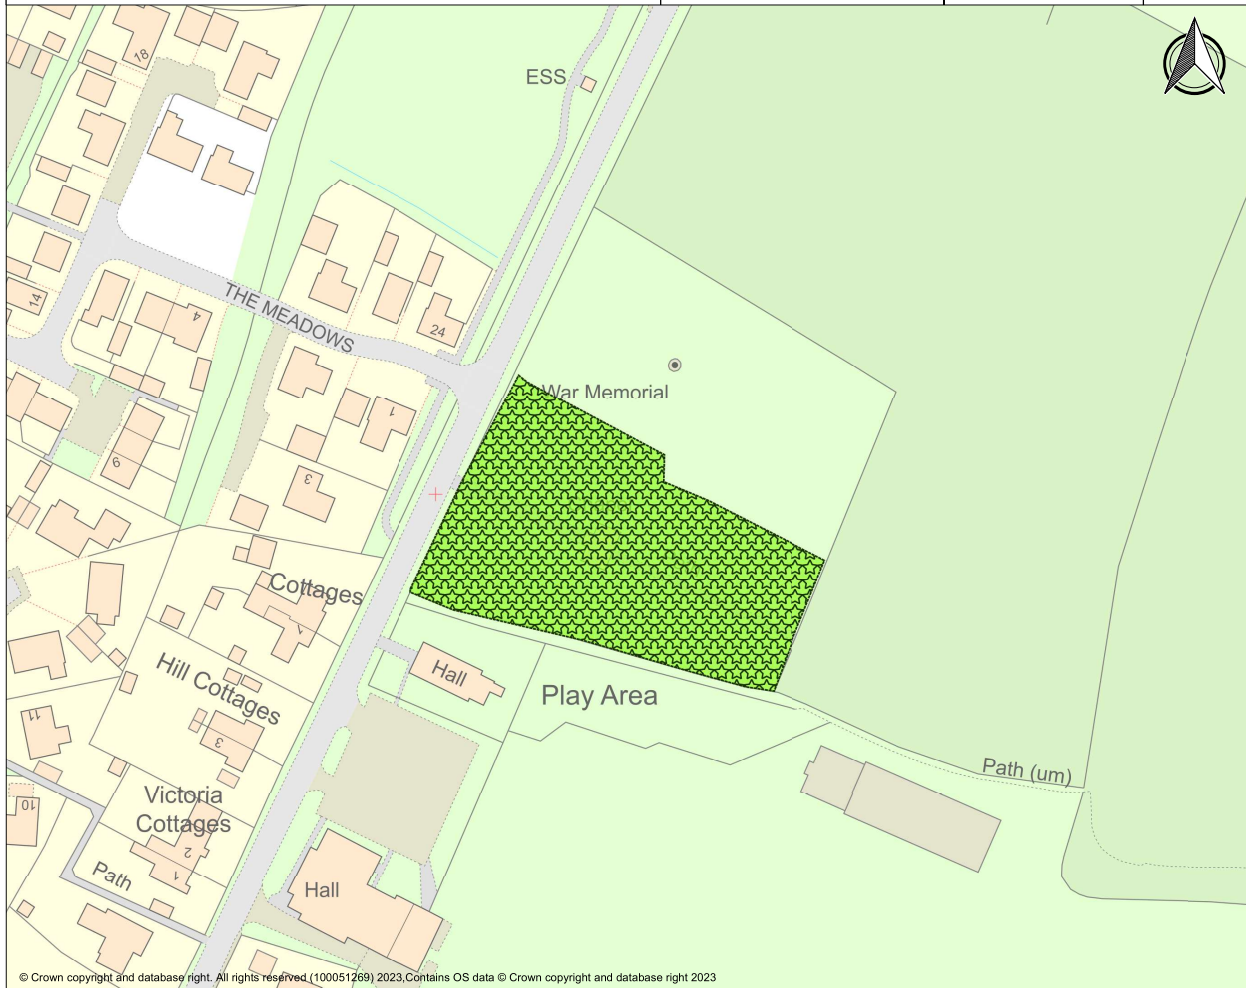 18
ESS
14
THE MEADOWS
4
24
War Memorial
1
9
3
Cottages
1
Hill Cottages
Hall
Play Area
11
3
Path (um)
Victoria
Cottages
10
2
1
Path
Hall
© Crown copyright and database right. All rights reserved (100051269) 2023,Contains OS data © Crown copyright and database right 2023